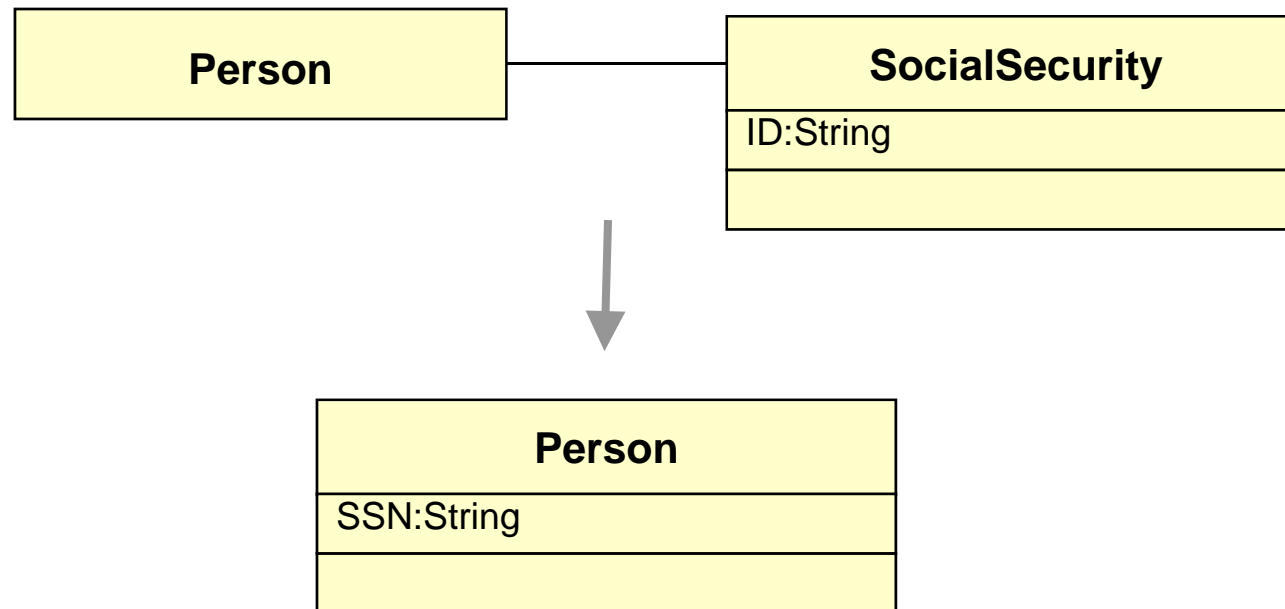 Person
SocialSecurity
ID:String
Person
SSN:String